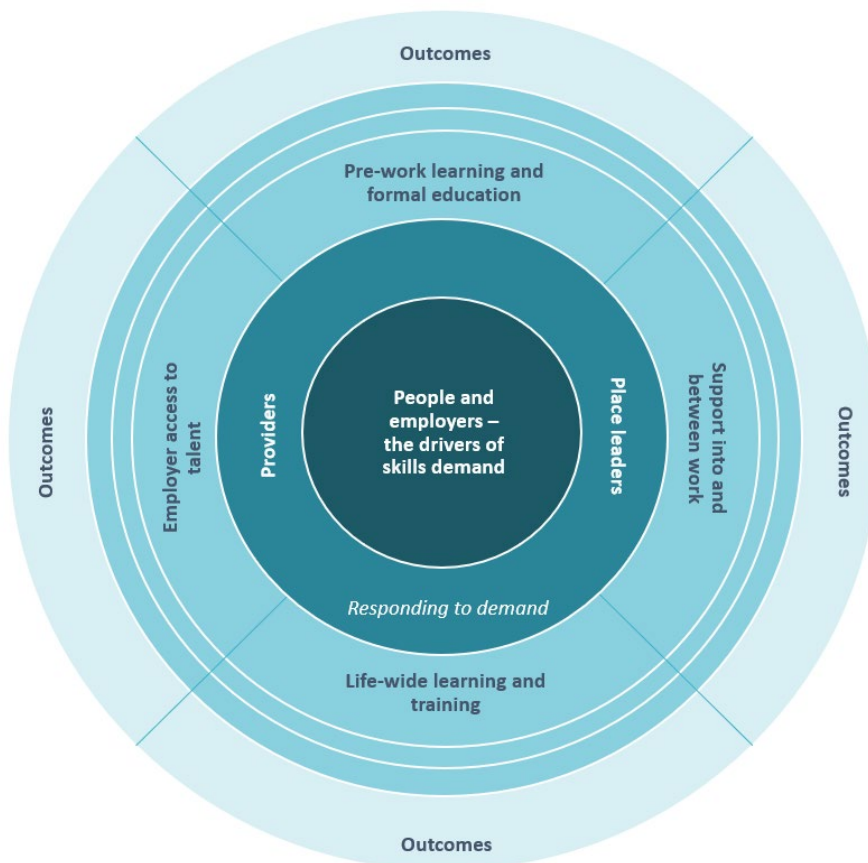 Outcomes
Pre-work learning and
formal education
Outcomes
Employer access to
talent
Providers
People and
employers –
the drivers of
skills demand
Place leaders
Support into and
between work
Outcomes
Responding to demand
Life-wide learning and
training
Outcomes